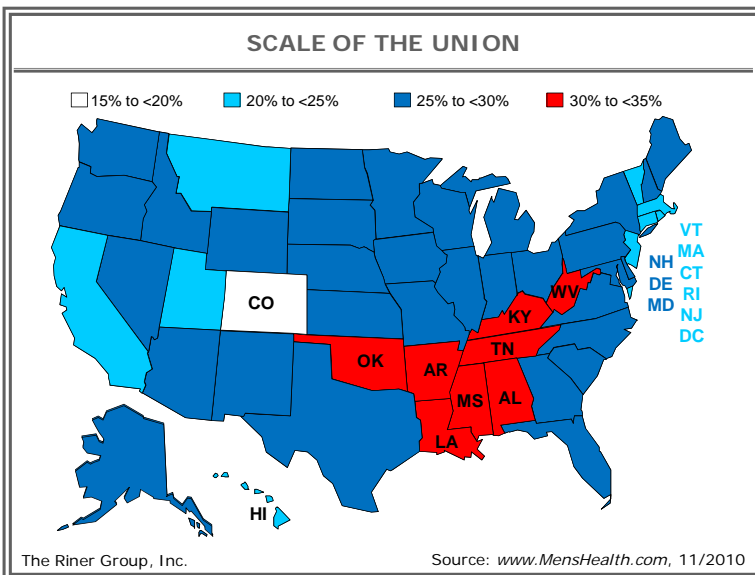 SCALE OF THE UNION
15% to <20% 20% to <25% 25% to <30% 30% to <35%
CO
OK
AR
LA
MS
AL
TN
KY
WV
HI
NH
DE
MD
VT
MA
CT
RI
NJ
DC
The Riner Group, Inc.
Source: www.MensHealth.com, 11/2010